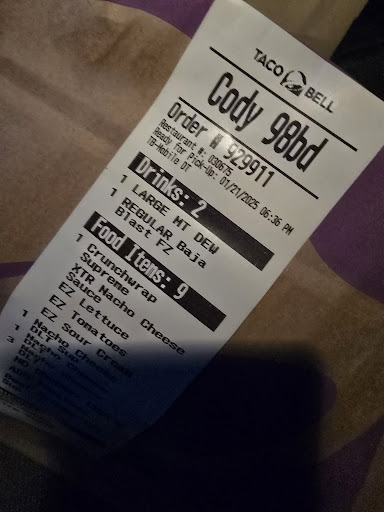 TACO BELL
Cody 98bd
Order # 929911
Restaurant #: 030675
Ready for Pick-Up: 01/21/2025 06:36 PM
TB-Mobile DT
Drinks: 2
1 LARGE MT DEW
1 REGULAR Baja
Blast FZ
Food Items: 9
1 Crunchwrap
Supreme
XTR Nacho Cheese
Sauce
EZ Lettuce
EZ Tomatoes
EZ Sour Cream
1 Nacho Cheese
1
3